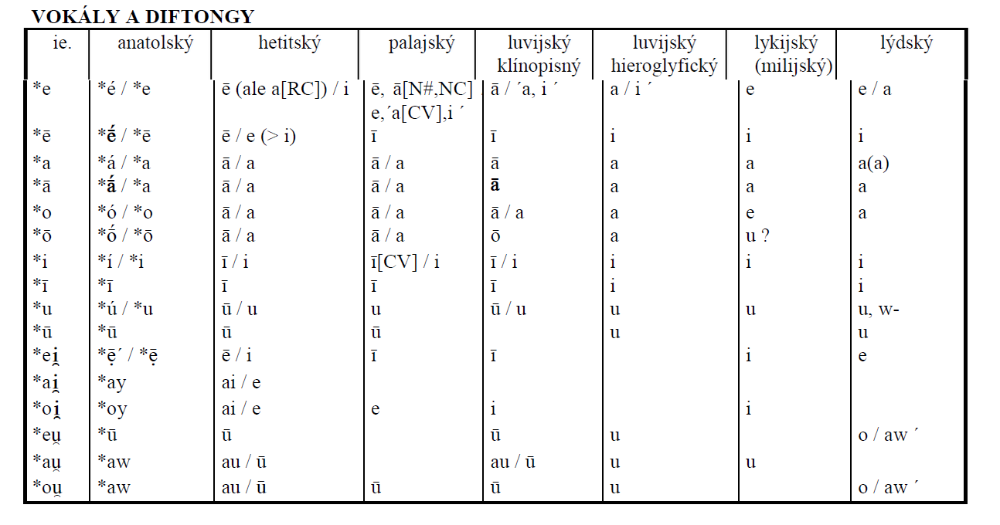 VOKÁLY A DIFTONGY
ie. anatolský hetitský palajský luvijský luvijský lykijský lýdský
klínopisný hieroglyfický (milijský)
*e *é / *e ē (ale a[RC]) / i ē, ā[N#,NC] ā / ´a, i ´ a / i ´ e e / a
e,´a[CV],i ´
*ē *ḗ / *ē ē / e (> i) ī ī i i i
*a *á / *a ā / a ā / a ā a a a(a)
*ā *ā́ / *a ā / a ā / a ā a a a
*o *ó / *o ā / a ā / a ā / a a e a
*ō *ṓ / *ō ā / a ā / a ō a u ?
*i *í / *i ī / i ī[CV] / i ī / i i i i
*ī *ī ī ī ī i i
*u *ú / *u ū / u u ū / u u u u, w-
*ū *ū ū ū u u
*ei̯ *ẹ̄´ / *ẹ̄ ē / i ī ī i e
*ai̯ *ay ai / e
*oi̯ *oy ai / e e i i
*eu̯ *ū ū ū u o / aw ´
*au̯ *aw au / ū au / ū u u
*ou̯ *aw au / ū ū ū u o / aw ´